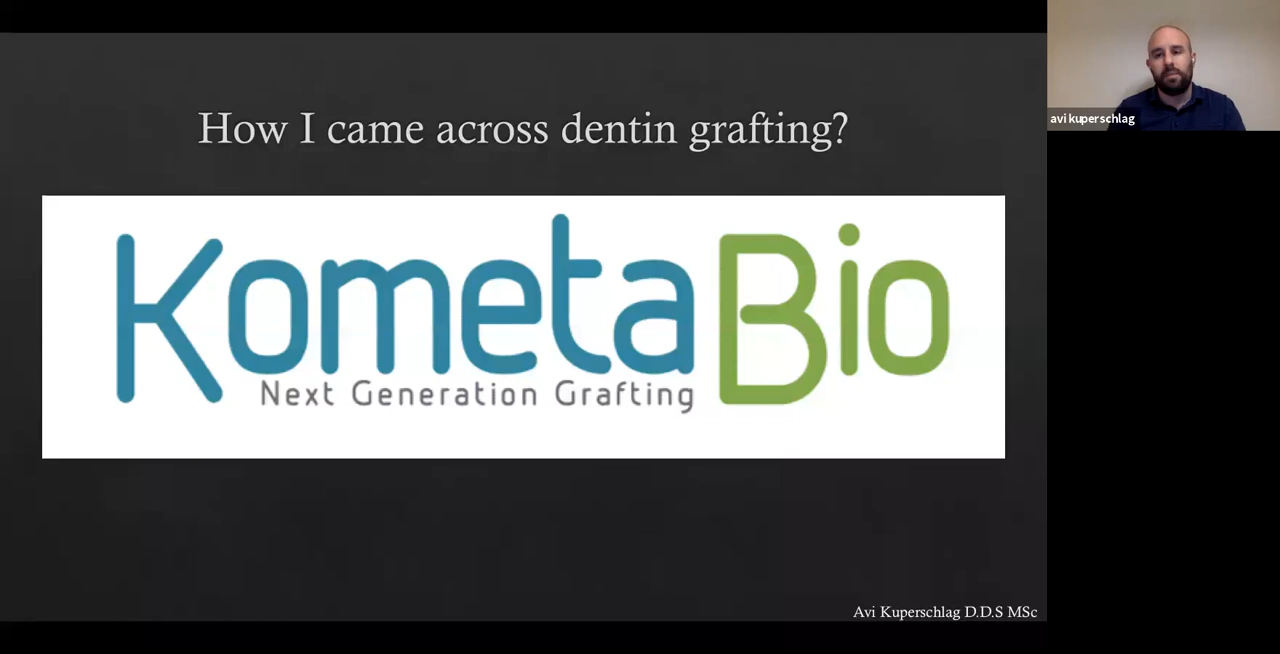 How I came across dentin grafting?
KometaBio
Next Generation Grafting
Avi Kuperschlag D.D.S MSc
avi kuperschlag